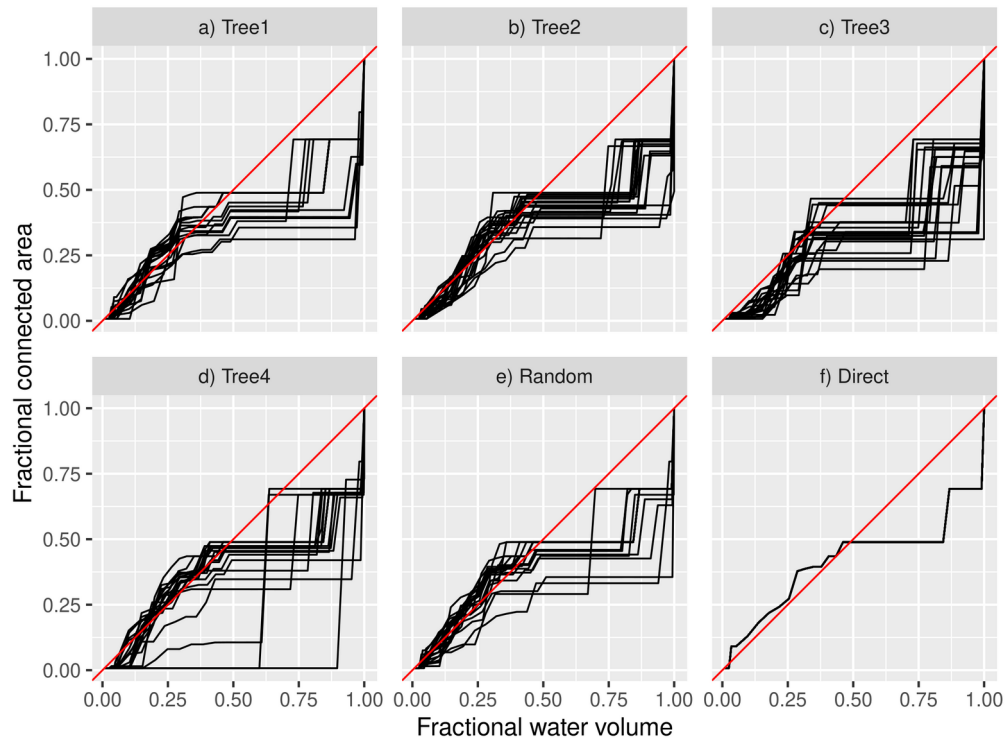 a) Tree1 b) Tree2 c) Tree3
1.00
0.75
0.50
0.25
0.00
Fractional connected area
d) Tree4 e) Random f) Direct
1.00
0.75
0.50
0.25
0.00
0.00 0.25 0.50 0.75 1.00 0.00 0.25 0.50 0.75 1.00 0.00 0.25 0.50 0.75 1.00
Fractional water volume